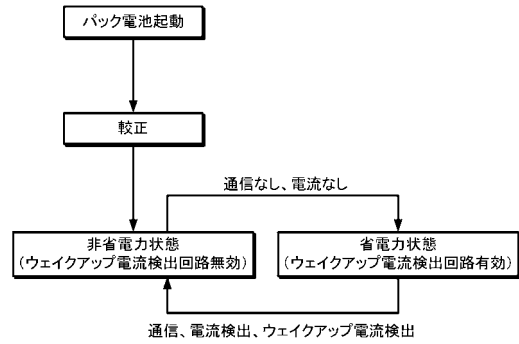 パック電池起動
較正
通信なし、電流なし
非省電力状態
（ウェイクアップ電流検出回路無効）
省電力状態
（ウェイクアップ電流検出回路有効）
通信、電流検出、ウェイクアップ電流検出